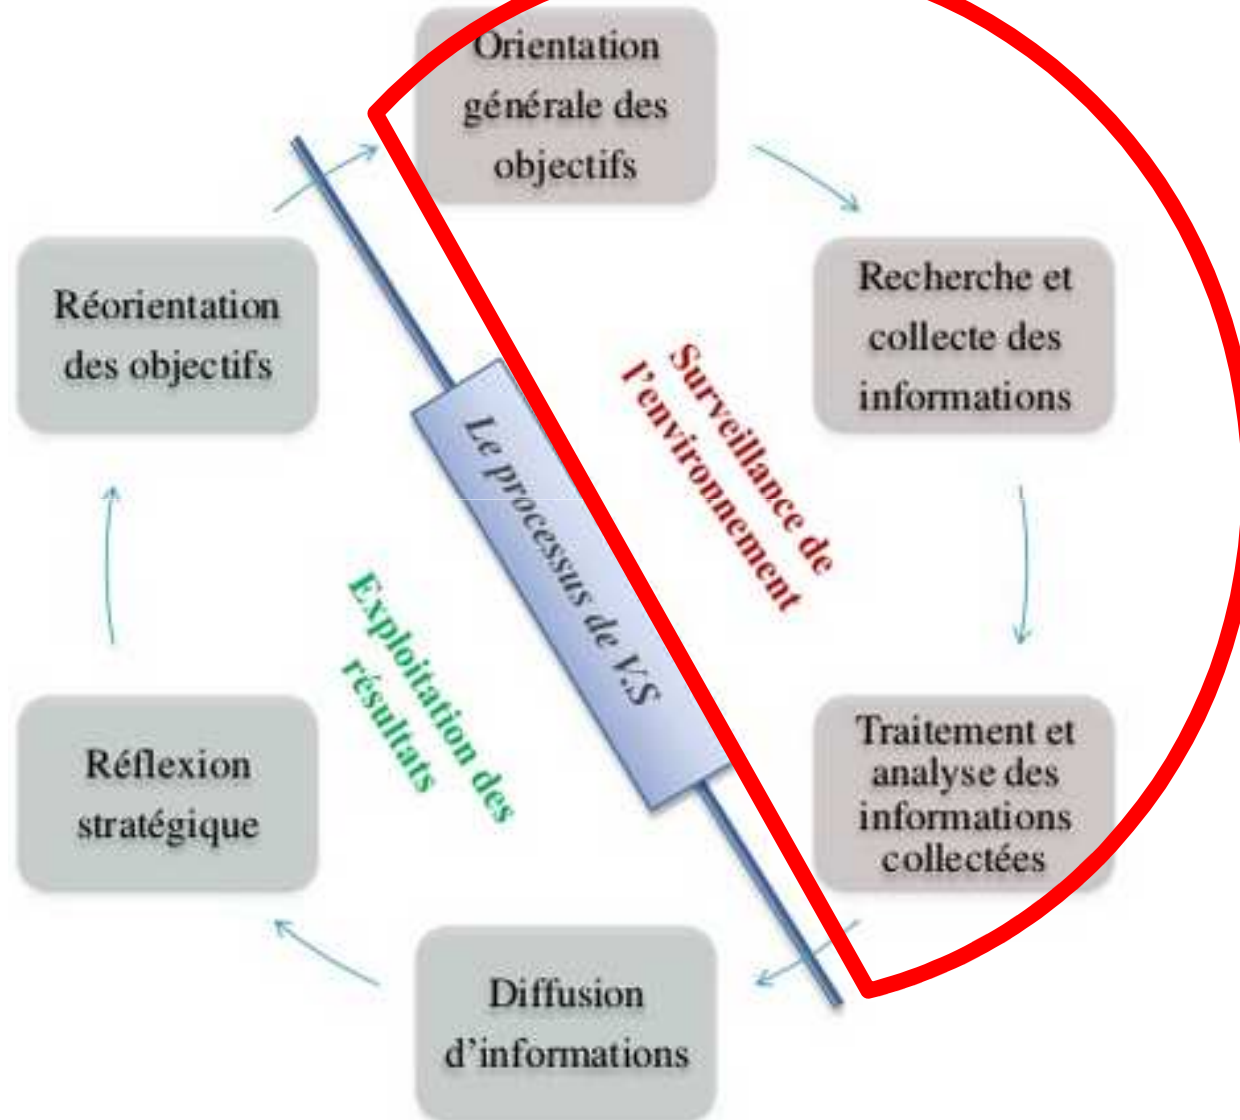 Orientation
générale des
objectifs
Recherche et
collecte des
informations
Traitement et
analyse des
informations
collectées
Diffusion
d’informations
Réflexion
stratégique
Réorientation
des objectifs
Surveillance de
l’environnement
Le processus de V.S
Exploitation des
résultats